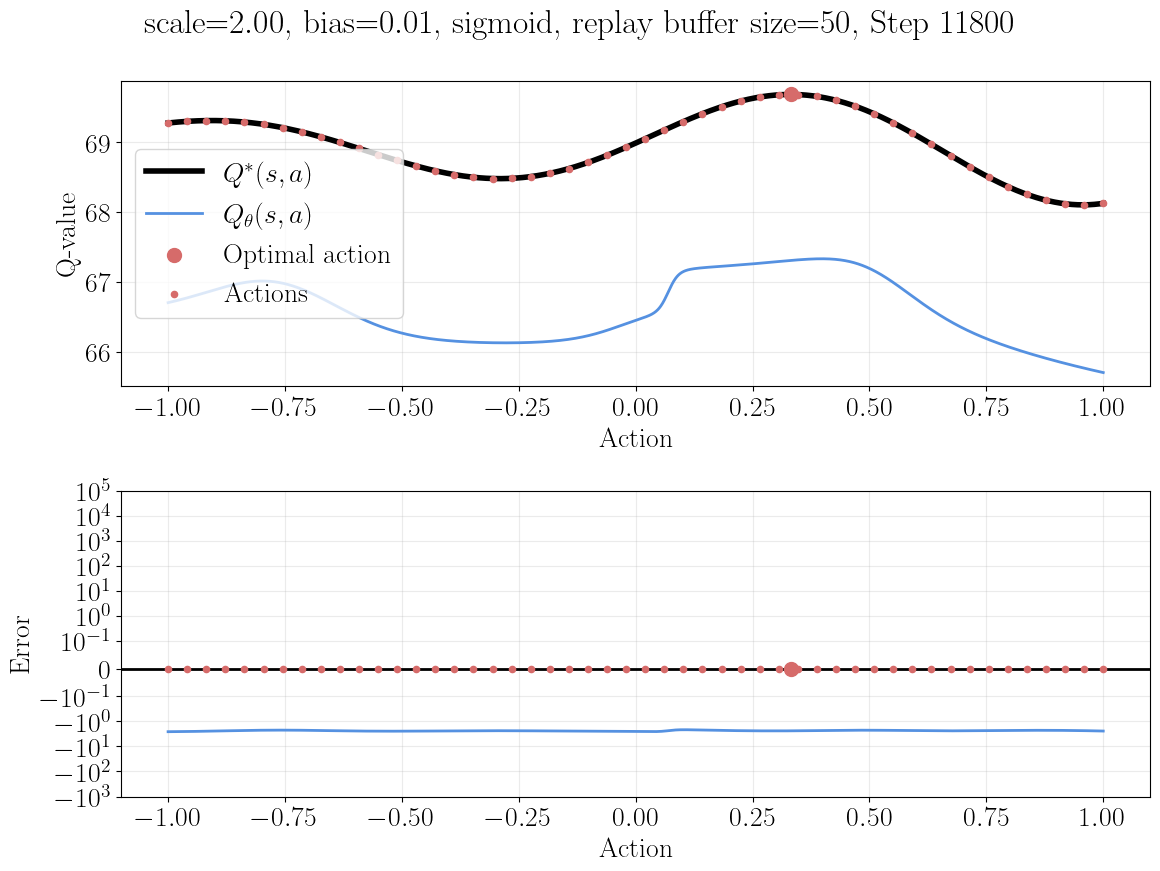 scale=2.00, bias=0.01, sigmoid, replay buffer size=50, Step 11800
69
68
67
66
Q-value
Q*(s, a)
Q_θ(s, a)
Optimal action
Actions
−1.00 −0.75 −0.50 −0.25 0.00 0.25 0.50 0.75 1.00
Action
10^5
10^4
10^3
10^2
10^1
10^0
10^−1
0
−10^−1
−10^0
−10^1
−10^2
−10^3
Error
−1.00 −0.75 −0.50 −0.25 0.00 0.25 0.50 0.75 1.00
Action